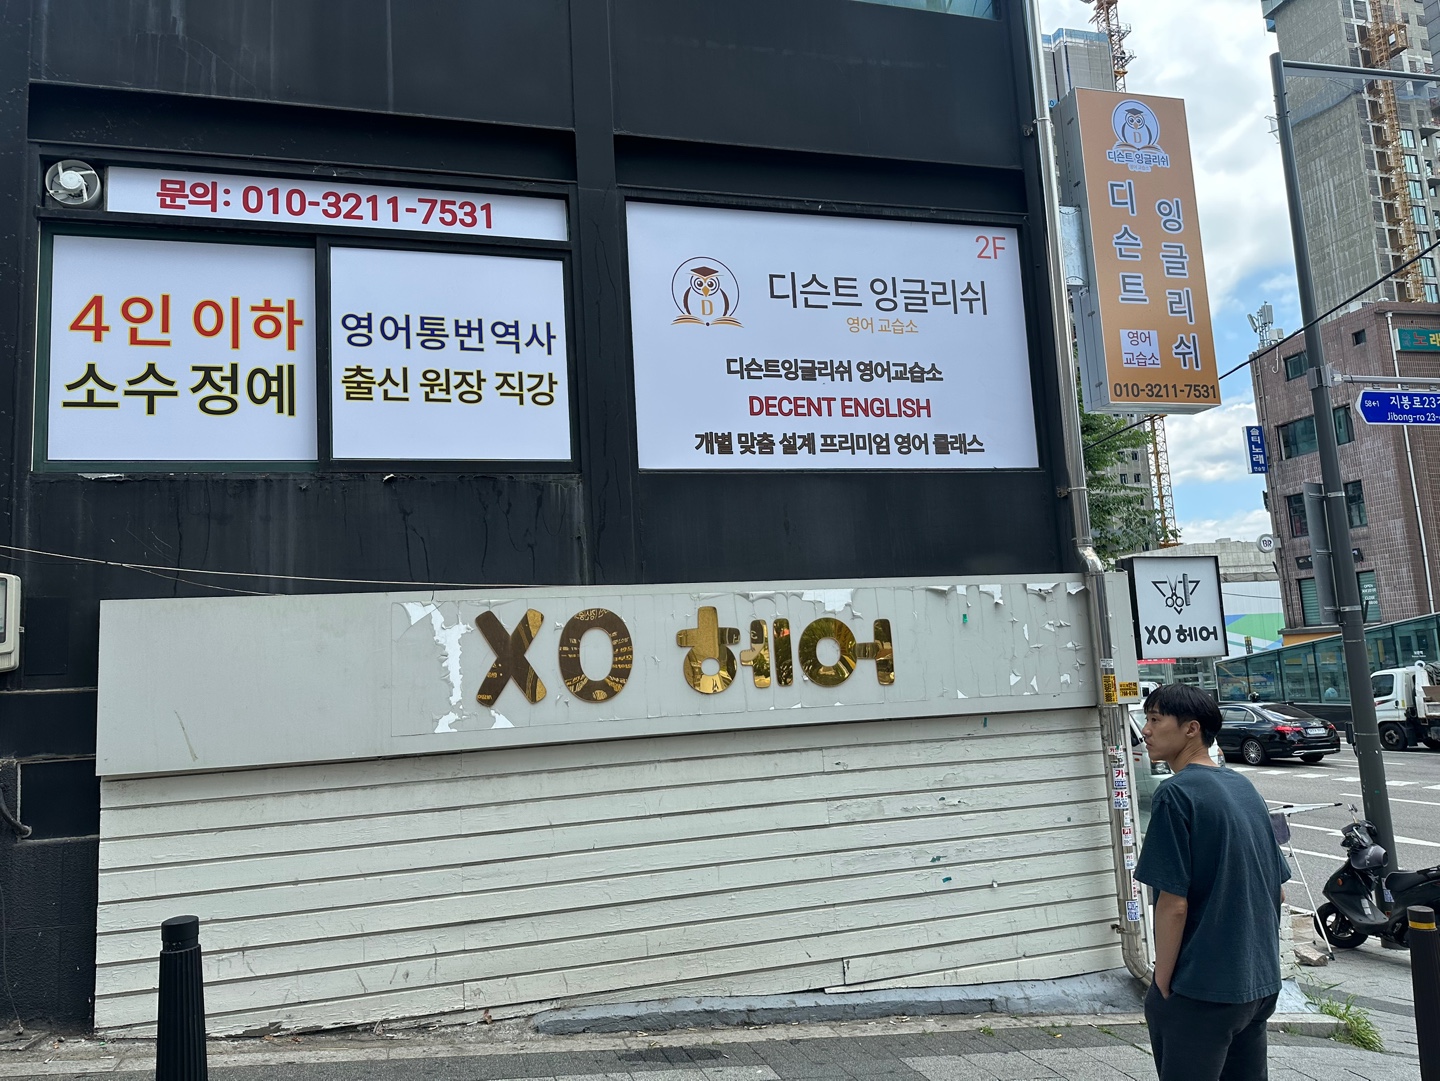 문의: 010-3211-7531
4인 이하
소수정예
영어통번역사
출신 원장 직강
2F
D
디슨트 잉글리쉬
영어 교습소
디슨트잉글리쉬 영어교습소
DECENT ENGLISH
개별 맞춤 설계 프리미엄 영어 클래스
D
디슨트 잉글리쉬
디슨트
잉글리쉬
영어
교습소
010-3211-7531
XO 헤어
XO 헤어
지봉로23
Jibong-ro 23
노래
BR